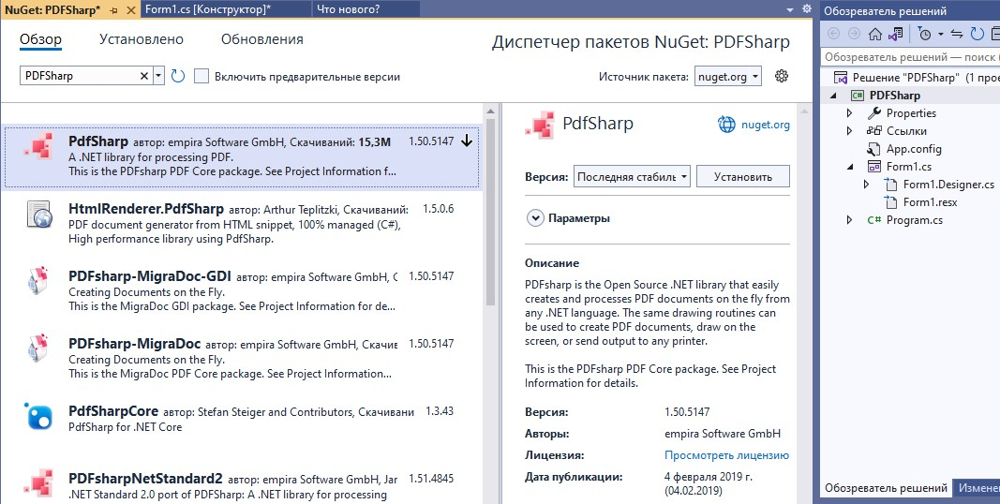 NuGet: PDFSharp*
Form1.cs [Конструктор]*
Что нового?
Обзор
Установлено
Обновления
Диспетчер пакетов NuGet: PDFSharp
PDFSharp
Включить предварительные версии
Источник пакета:
nuget.org
PdfSharp автор: empira Software GmbH, Скачиваний: 15,3M
1.50.5147
A .NET library for processing PDF.
This is the PDFsharp PDF Core package. See Project Information f...
HtmlRenderer.PdfSharp автор: Arthur Teplitzki, Скачиваний:
1.5.0.6
PDF document generator from HTML snippet, 100% managed (C#),
High performance library using PdfSharp.
PDFsharp-MigraDoc-GDI автор: empira Software GmbH, С
1.50.5147
Creating Documents on the Fly.
This is the MigraDoc GDI package. See Project Information for de...
PDFsharp-MigraDoc автор: empira Software GmbH, Скачив
1.50.5147
Creating Documents on the Fly.
This is the MigraDoc PDF Core package. See Project Information...
PdfSharpCore автор: Stefan Steiger and Contributors, Скачивани
1.3.43
PdfSharp for .NET Core
PDFsharpNetStandard2 автор: empira Software GmbH, Jar
1.51.4845
.NET Standard 2.0 port of PDFSharp: A .NET library for processing
PdfSharp
nuget.org
Версия:
Последняя стабиль
Установить
Параметры
Описание
PDFsharp is the Open Source .NET library that easily
creates and processes PDF documents on the fly from
any .NET language. The same drawing routines can
be used to create PDF documents, draw on the
screen, or send output to any printer.
This is the PDFsharp PDF Core package. See Project
Information for details.
Версия:
1.50.5147
Авторы:
empira Software GmbH
Лицензия:
Просмотреть лицензию
Дата публикации:
4 февраля 2019 г.
(04.02.2019)
Обозреватель решений
Обозреватель решений — поиск (
Решение "PDFSharp" (1 прое
C# PDFSharp
Properties
Ссылки
App.config
Form1.cs
Form1.Designer.cs
Form1.resx
C# Program.cs
Обозреватель решений
Изменен